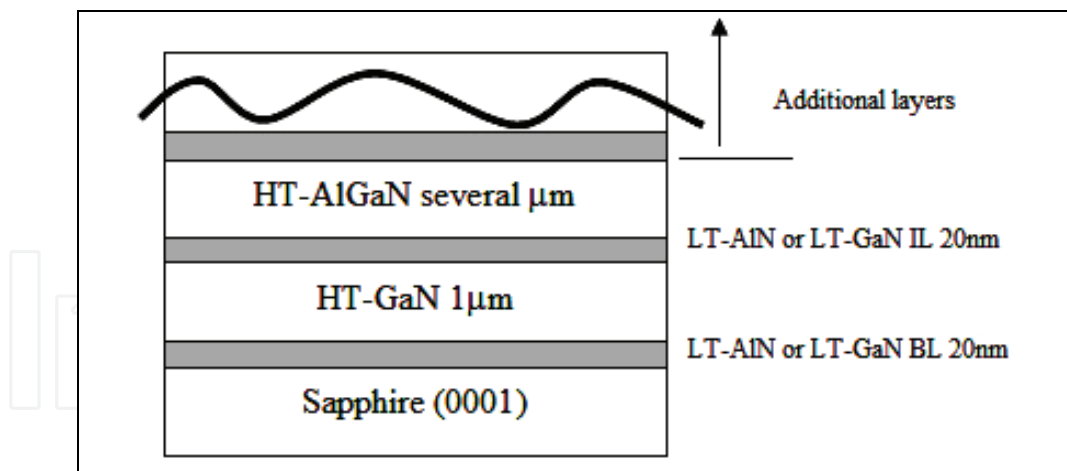 Additional layers
HT-AlGaN several μm
LT-AlN or LT-GaN IL 20nm
HT-GaN 1μm
LT-AlN or LT-GaN BL 20nm
Sapphire (0001)